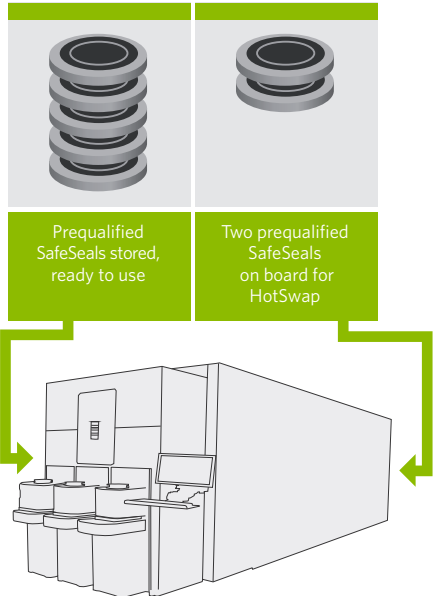 Prequalified
SafeSeals stored,
ready to use
Two prequalified
SafeSeals
on board for
HotSwap